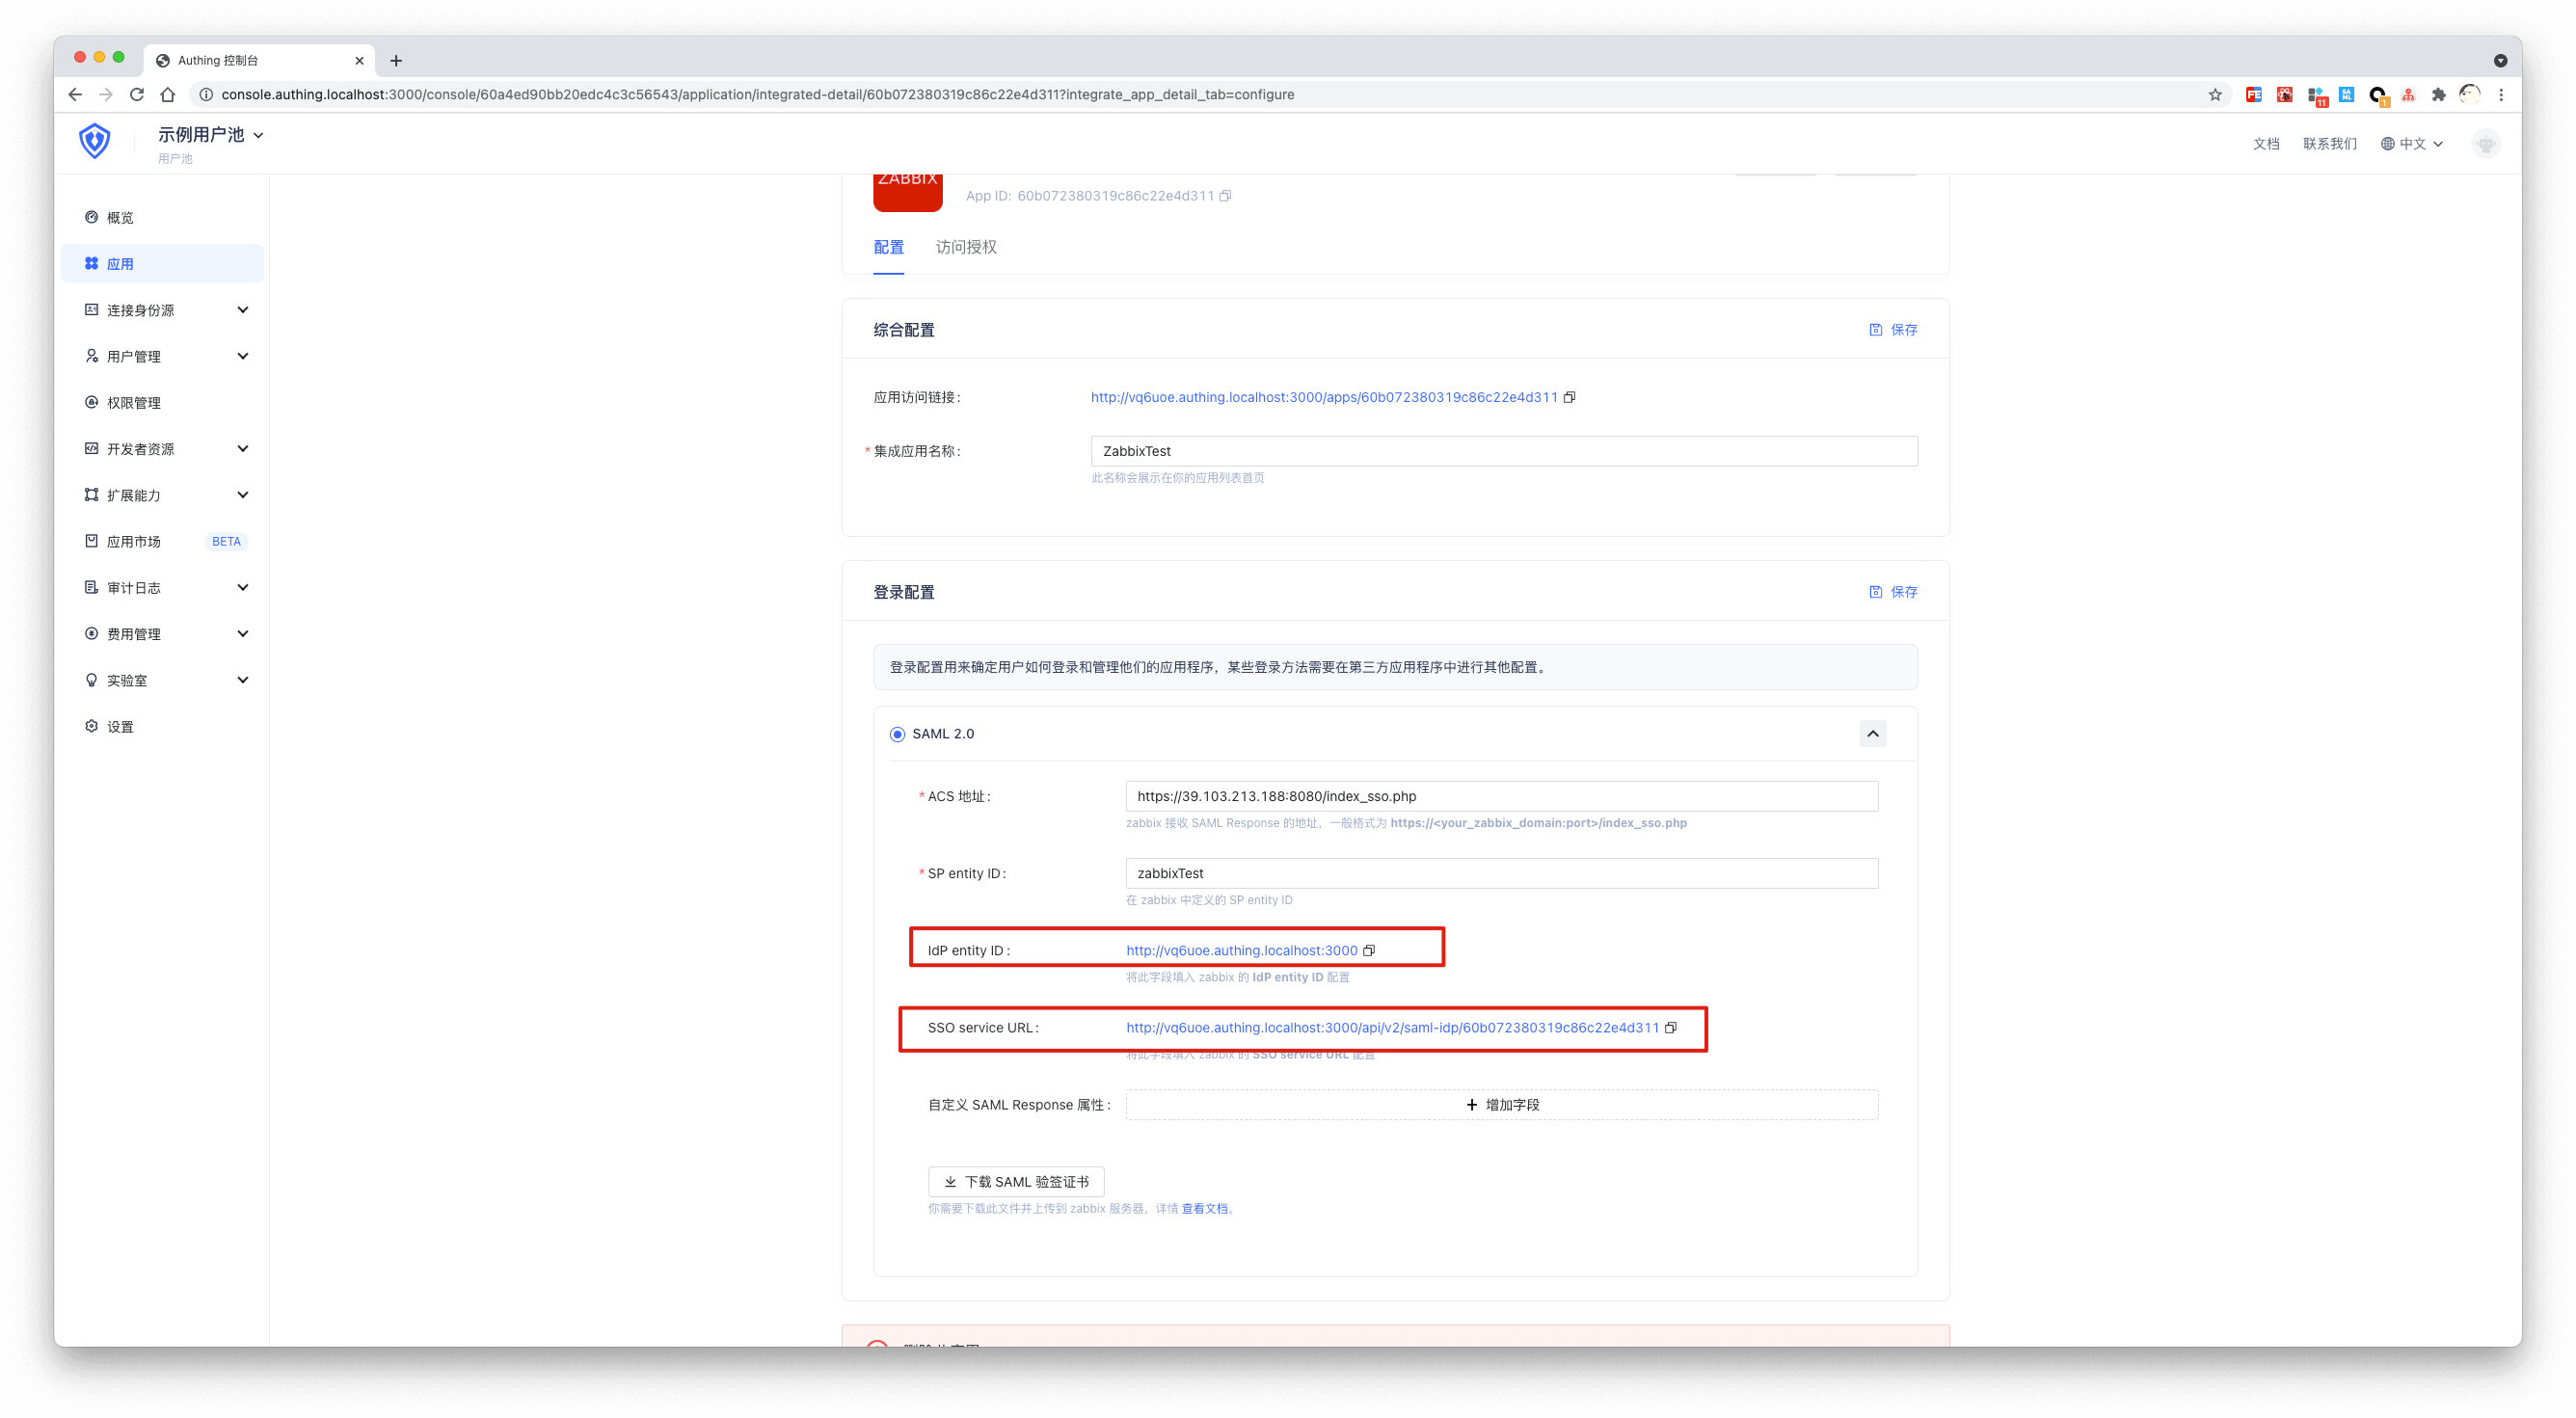 Authing 控制台
console.authing.localhost:3000/console/60a4ed90bb20edc4c3c56543/application/integrated-detail/60b072380319c86c22e4d311?integrate_app_detail_tab=configure
11
1
示例用户池
用户池
文档
联系我们
中文
概览
应用
连接身份源
用户管理
权限管理
开发者资源
扩展能力
应用市场 BETA
审计日志
费用管理
实验室
设置
ZABBIX
App ID: 60b072380319c86c22e4d311
配置 访问授权
综合配置 保存
应用访问链接: http://vq6uoe.authing.localhost:3000/apps/60b072380319c86c22e4d311
* 集成应用名称: ZabbixTest
此名称会展示在你的应用列表首页
登录配置 保存
登录配置用来确定用户如何登录和管理他们的应用程序，某些登录方法需要在第三方应用程序中进行其他配置。
SAML 2.0
* ACS 地址: https://39.103.213.188:8080/index_sso.php
zabbix 接收 SAML Response 的地址，一般格式为 https://<your_zabbix_domain:port>/index_sso.php
* SP entity ID: zabbixTest
在 zabbix 中定义的 SP entity ID
IdP entity ID: http://vq6uoe.authing.localhost:3000
将此字段填入 zabbix 的 IdP entity ID 配置
SSO service URL: http://vq6uoe.authing.localhost:3000/api/v2/saml-idp/60b072380319c86c22e4d311
将此字段填入 zabbix 的 SSO service URL 配置
自定义 SAML Response 属性: + 增加字段
下载 SAML 验签证书
你需要下载此文件并上传到 zabbix 服务器，详情 查看文档。